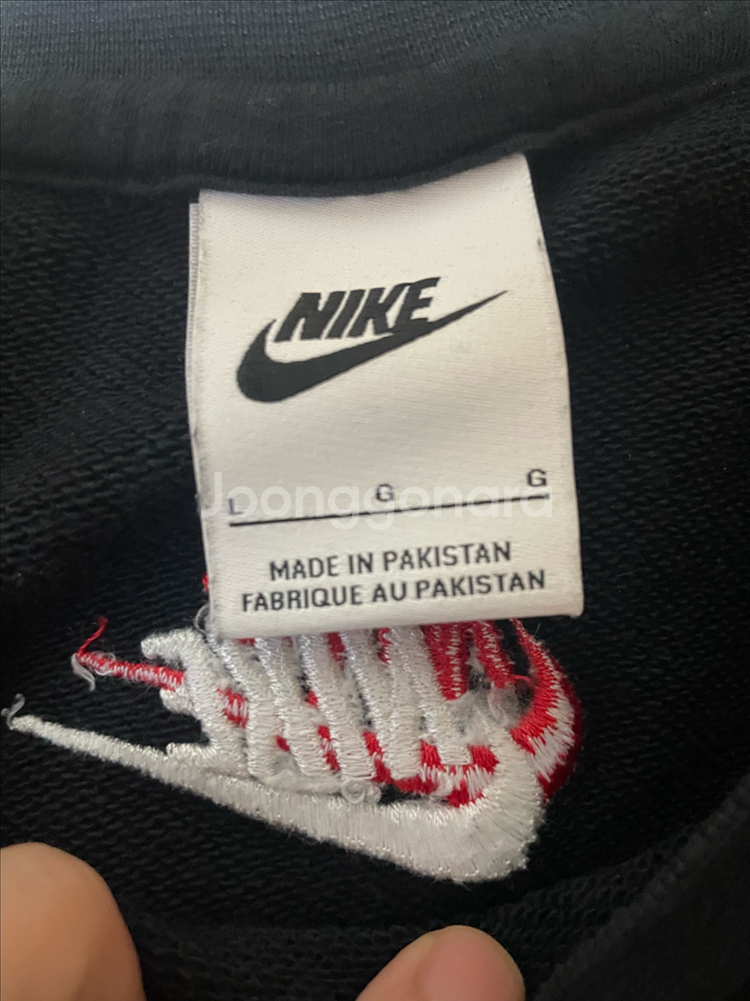 NIKE
L G G
Joonggonara
MADE IN PAKISTAN
FABRIQUE AU PAKISTAN